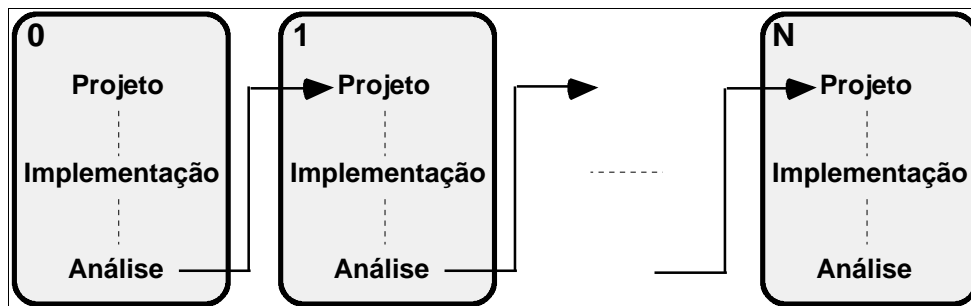 0
Projeto
Implementação
Análise
1
Projeto
Implementação
Análise
N
Projeto
Implementação
Análise